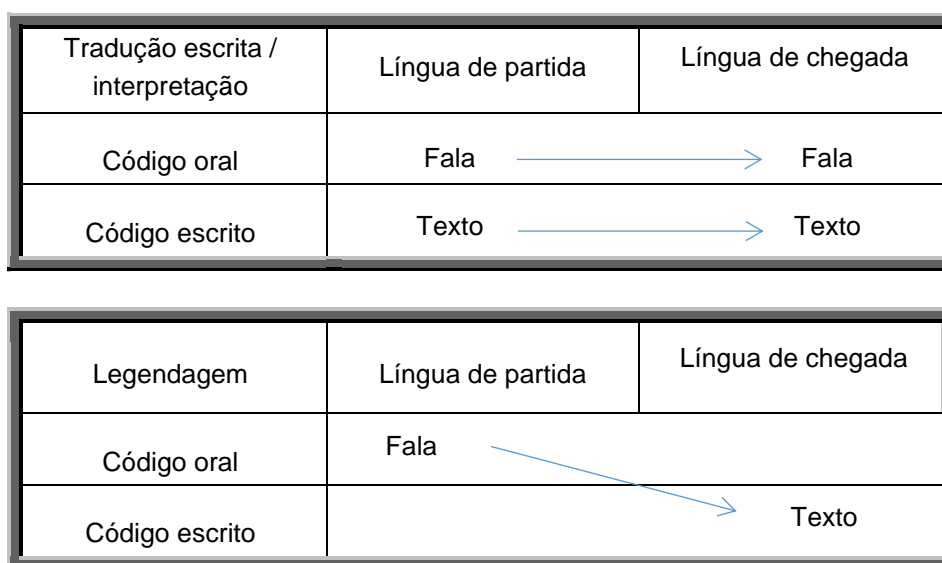 Tradução escrita /
interpretação
Língua de partida
Língua de chegada
Código oral
Fala
Fala
Código escrito
Texto
Texto
Legendagem
Língua de partida
Língua de chegada
Código oral
Fala
Código escrito
Texto